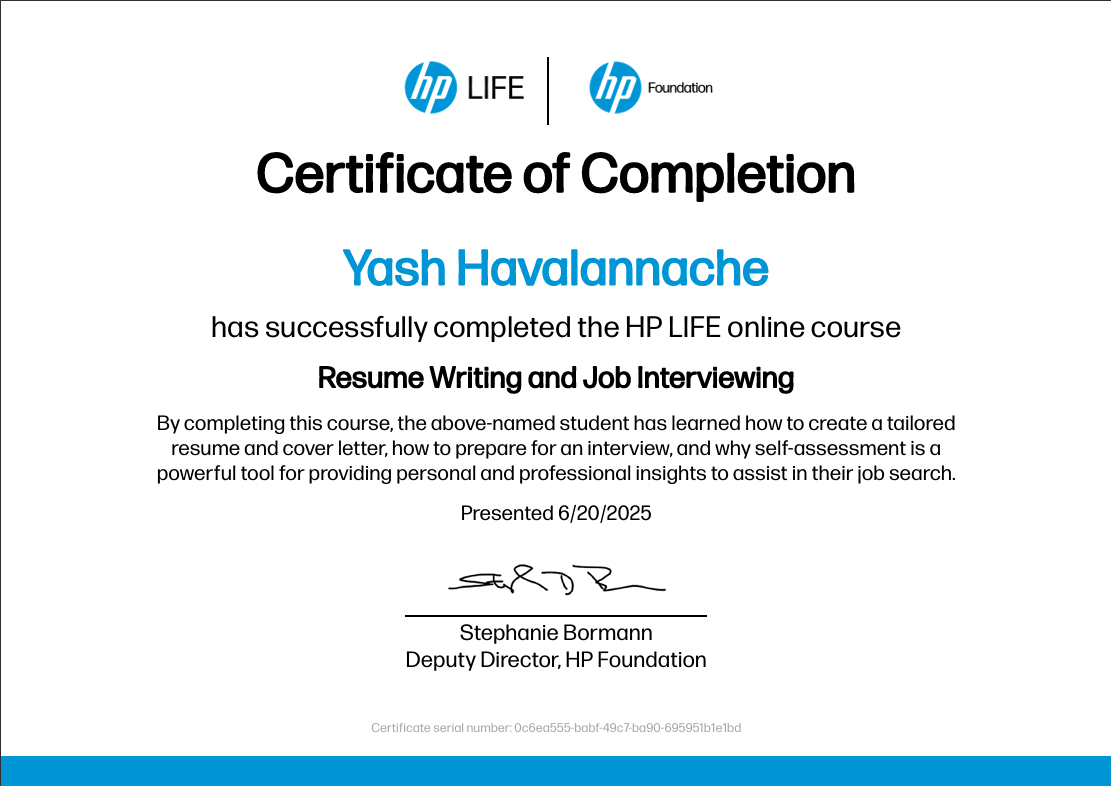 hp LIFE
hp Foundation
Certificate of Completion
Yash Havalannache
has successfully completed the HP LIFE online course
Resume Writing and Job Interviewing
By completing this course, the above-named student has learned how to create a tailored
resume and cover letter, how to prepare for an interview, and why self-assessment is a
powerful tool for providing personal and professional insights to assist in their job search.
Presented 6/20/2025
Stephanie Bormann
Deputy Director, HP Foundation
Certificate serial number: 0c6ea555-babf-49c7-ba90-695951b1e1bd